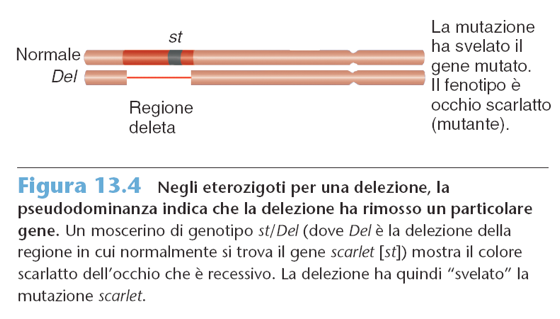 st
Normale
Del
Regione
deleta
La mutazione
ha svelato il
gene mutato.
Il fenotipo è
occhio scarlatto
(mutante).
Figura 13.4 Negli eterozigoti per una delezione, la
pseudodominanza indica che la delezione ha rimosso un particolare
gene. Un moscerino di genotipo st/Del (dove Del è la delezione della
regione in cui normalmente si trova il gene scarlet [st]) mostra il colore
scarlatto dell’occhio che è recessivo. La delezione ha quindi “svelato” la
mutazione scarlet.